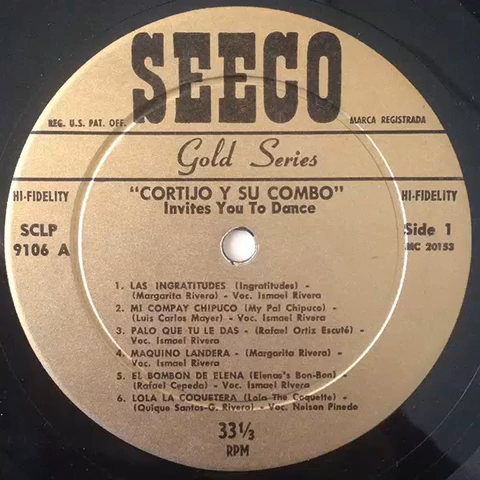 SEECO
REG. U.S. PAT. OFF. MARCA REGISTRADA
Gold Series
HI-FIDELITY "CORTIJO Y SU COMBO" HI-FIDELITY
Invites You To Dance
SCLP Side 1
9106 A MC 20153
1. LAS INGRATITUDES (Ingratitudes) -
(Margarita Rivera) - Voc. Ismael Rivera
2. MI COMPAY CHIPUCO (My Pal Chipuco) -
(Luis Carlos Mayer) - Voc. Ismael Rivera
3. PALO QUE TU LE DAS - (Rafael Ortiz Escuté) -
Voc. Ismael Rivera
4. MAQUINO LANDERA - (Margarita Rivera) -
Voc. Ismael Rivera
5. EL BOMBON DE ELENA (Elenas's Bon-Bon) -
(Rafael Cepeda) - Voc. Ismael Rivera
6. LOLA LA COQUETERA (Lola The Coquette) -
(Quique Santos-G. Rivera) - Voc. Nelson Pinedo
33 1/3
RPM